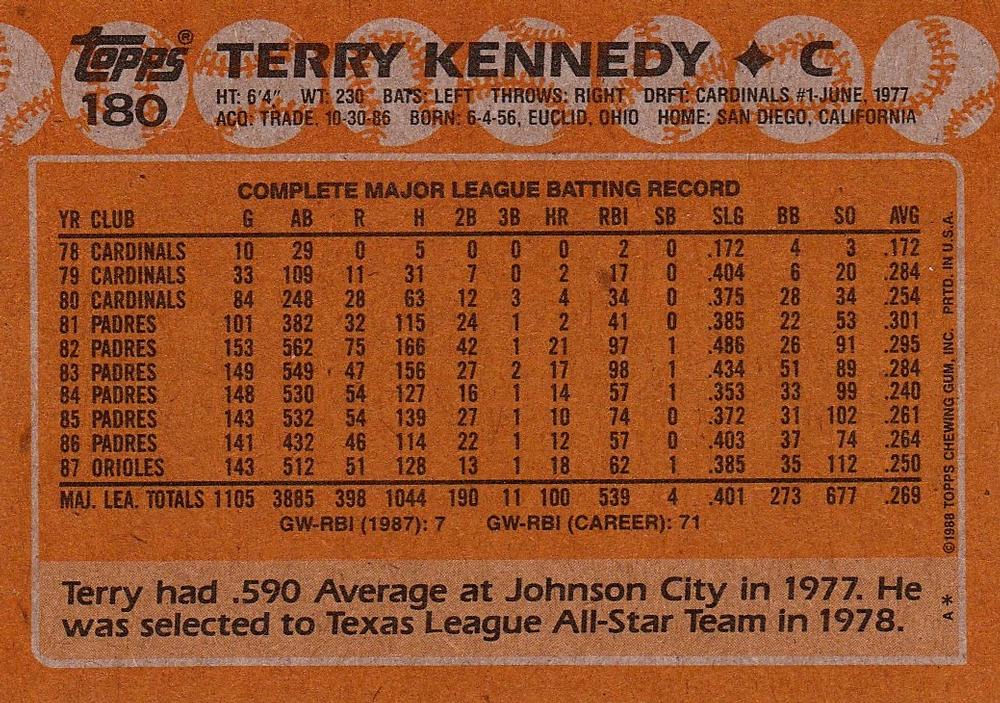 topps® TERRY KENNEDY ♦ C
180
HT: 6'4" WT: 230 BATS: LEFT THROWS: RIGHT DRFT: CARDINALS #1-JUNE, 1977
ACQ: TRADE, 10-30-86 BORN: 6-4-56, EUCLID, OHIO HOME: SAN DIEGO, CALIFORNIA
COMPLETE MAJOR LEAGUE BATTING RECORD
YR CLUB G AB R H 2B 3B HR RBI SB SLG BB SO AVG
78 CARDINALS 10 29 0 5 0 0 0 2 0 .172 4 3 .172
79 CARDINALS 33 109 11 31 7 0 2 17 0 .404 6 20 .284
80 CARDINALS 84 248 28 63 12 3 4 34 0 .375 28 34 .254
81 PADRES 101 382 32 115 24 1 2 41 0 .385 22 53 .301
82 PADRES 153 562 75 166 42 1 21 97 1 .486 26 91 .295
83 PADRES 149 549 47 156 27 2 17 98 1 .434 51 89 .284
84 PADRES 148 530 54 127 16 1 14 57 1 .353 33 99 .240
85 PADRES 143 532 54 139 27 1 10 74 0 .372 31 102 .261
86 PADRES 141 432 46 114 22 1 12 57 0 .403 37 74 .264
87 ORIOLES 143 512 51 128 13 1 18 62 1 .385 35 112 .250
MAJ. LEA. TOTALS 1105 3885 398 1044 190 11 100 539 4 .401 273 677 .269
GW-RBI (1987): 7 GW-RBI (CAREER): 71
Terry had .590 Average at Johnson City in 1977. He
was selected to Texas League All-Star Team in 1978.
A* ©1988 TOPPS CHEWING GUM, INC. PRTD. IN U.S.A.